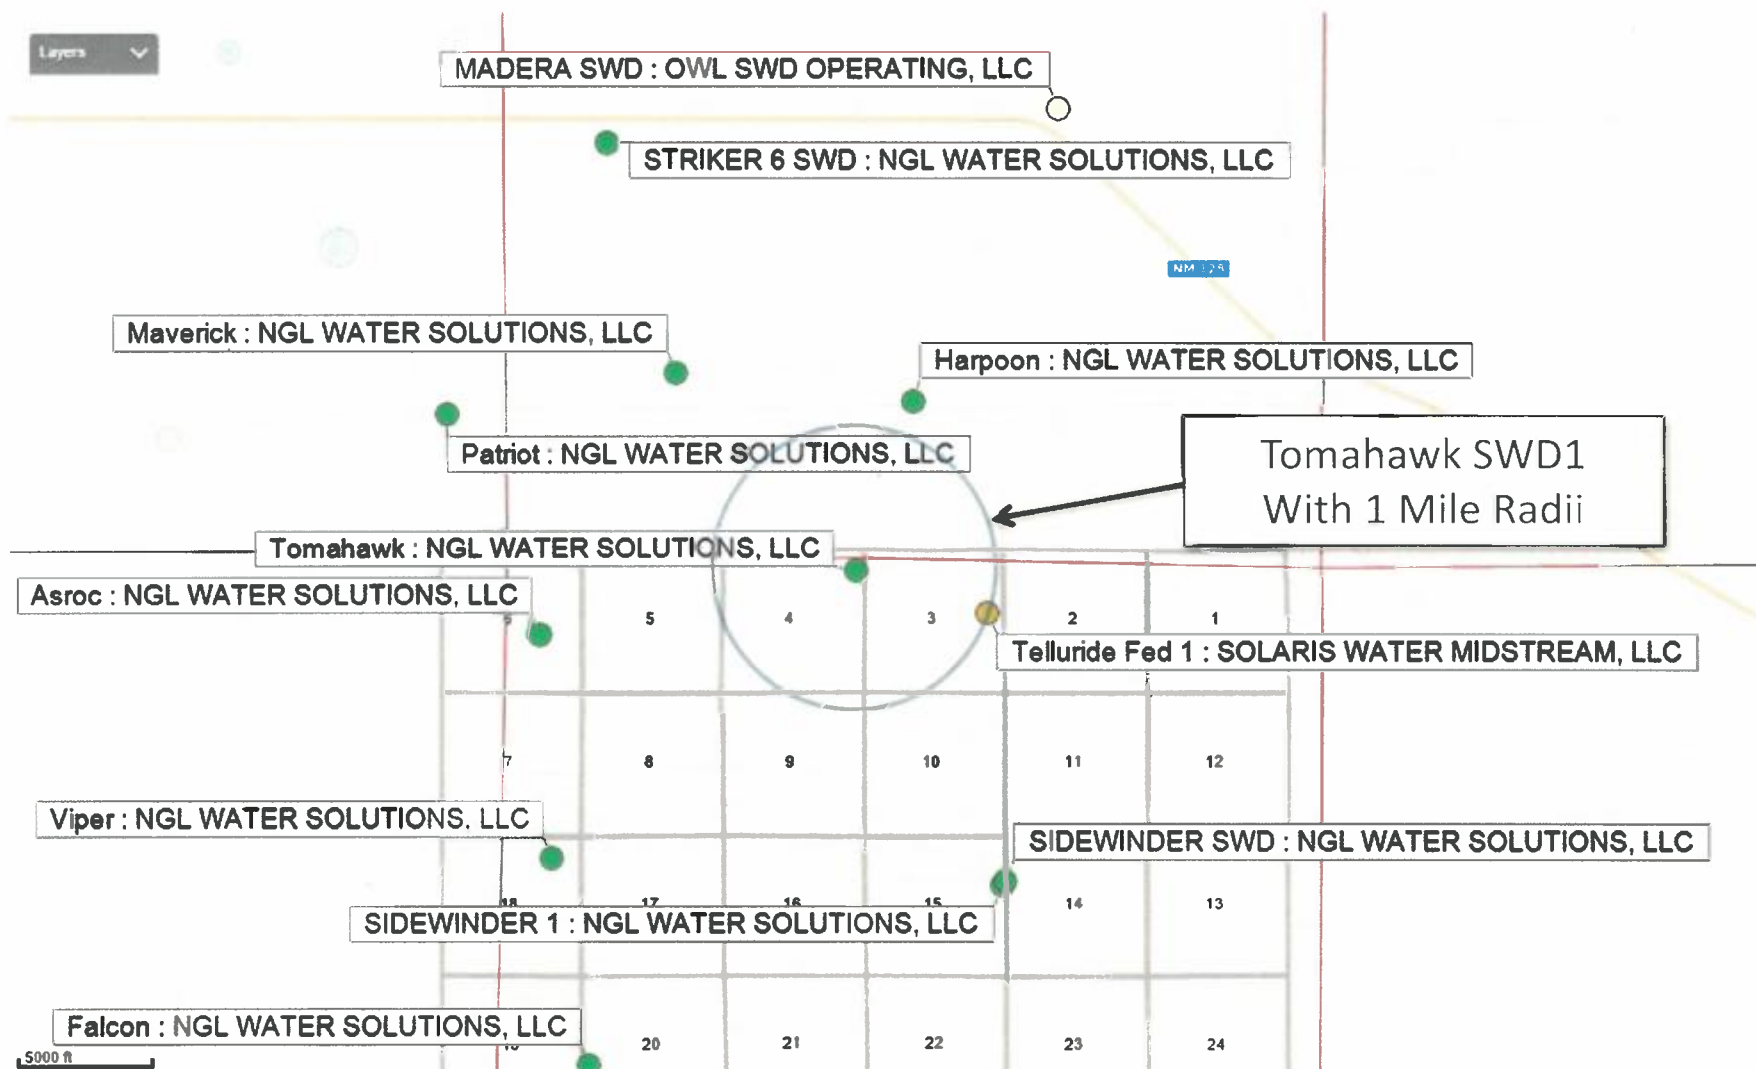 Layers
MADERA SWD : OWL SWD OPERATING, LLC
STRIKER 6 SWD : NGL WATER SOLUTIONS, LLC
Maverick : NGL WATER SOLUTIONS, LLC
Harpoon : NGL WATER SOLUTIONS, LLC
Patriot : NGL WATER SOLUTIONS, LLC
Tomahawk SWD1
With 1 Mile Radii
Tomahawk : NGL WATER SOLUTIONS, LLC
Asroc : NGL WATER SOLUTIONS, LLC
5 4 3 2 1
Telluride Fed 1 : SOLARIS WATER MIDSTREAM, LLC
7 8 9 10 11 12
Viper : NGL WATER SOLUTIONS, LLC
SIDEWINDER SWD : NGL WATER SOLUTIONS, LLC
18 17 16 15 14 13
SIDEWINDER 1 : NGL WATER SOLUTIONS, LLC
Falcon : NGL WATER SOLUTIONS, LLC
20 21 22 23 24
5000 ft